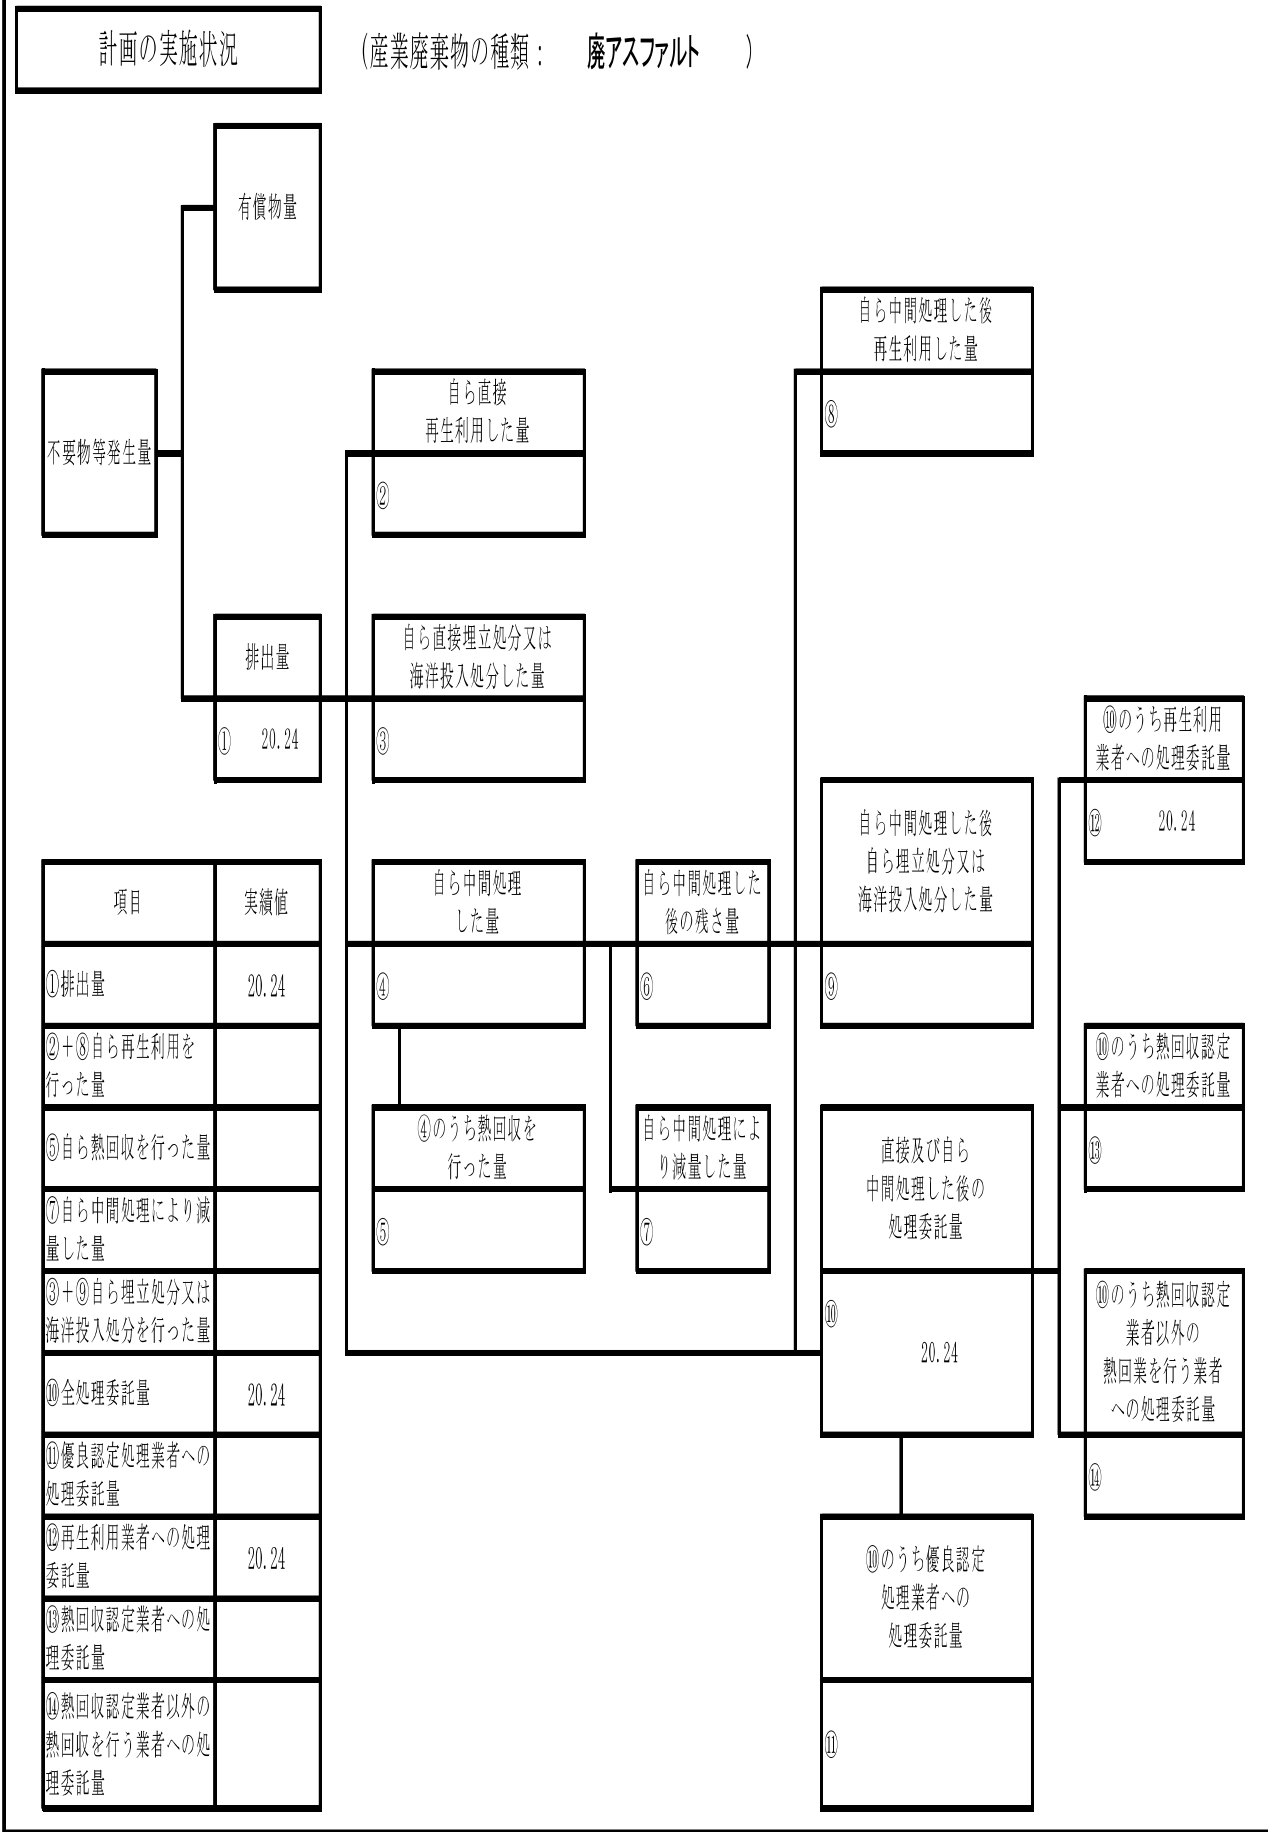 計画の実施状況
（産業廃棄物の種類： 廃アスファルト ）
有償物量
不要物等発生量
自ら直接
再生利用した量
②
自ら中間処理した後
再生利用した量
⑧
排出量
① 20.24
自ら直接埋立処分又は
海洋投入処分した量
③
⑩のうち再生利用
業者への処理委託量
⑫ 20.24
自ら中間処理
した量
④
自ら中間処理した
後の残さ量
⑥
自ら中間処理した後
自ら埋立処分又は
海洋投入処分した量
⑨
⑩のうち熱回収認定
業者への処理委託量
⑬
④のうち熱回収を
行った量
⑤
自ら中間処理によ
り減量した量
⑦
直接及び自ら
中間処理した後の
処理委託量
⑩
20.24
⑩のうち熱回収認定
業者以外の
熱回業を行う業者
への処理委託量
⑭
⑩のうち優良認定
処理業者への
処理委託量
⑪
項目 実績値
①排出量 20.24
②＋⑧自ら再生利用を
行った量
⑤自ら熱回収を行った量
⑦自ら中間処理により減
量した量
③＋⑨自ら埋立処分又は
海洋投入処分を行った量
⑩全処理委託量 20.24
⑪優良認定処理業者への
処理委託量
⑫再生利用業者への処理
委託量 20.24
⑬熱回収認定業者への処
理委託量
⑭熱回収認定業者以外の
熱回収を行う業者への処
理委託量